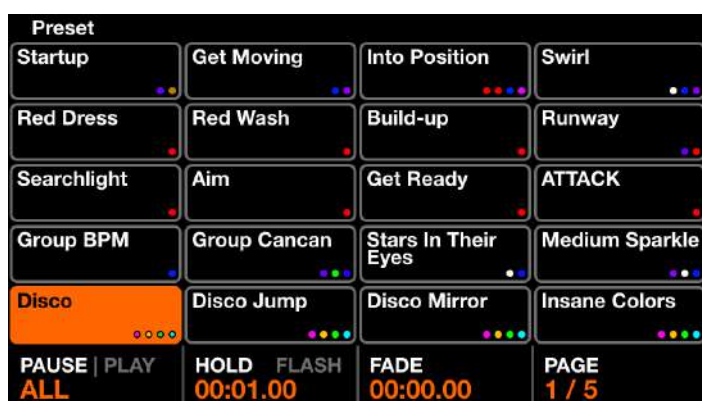 Preset
Startup
Get Moving
Into Position
Swirl
Red Dress
Red Wash
Build-up
Runway
Searchlight
Aim
Get Ready
ATTACK
Group BPM
Group Cancan
Stars In Their
Eyes
Medium Sparkle
Disco
Disco Jump
Disco Mirror
Insane Colors
PAUSE | PLAY
ALL
HOLD FLASH
00:01.00
FADE
00:00.00
PAGE
1 / 5